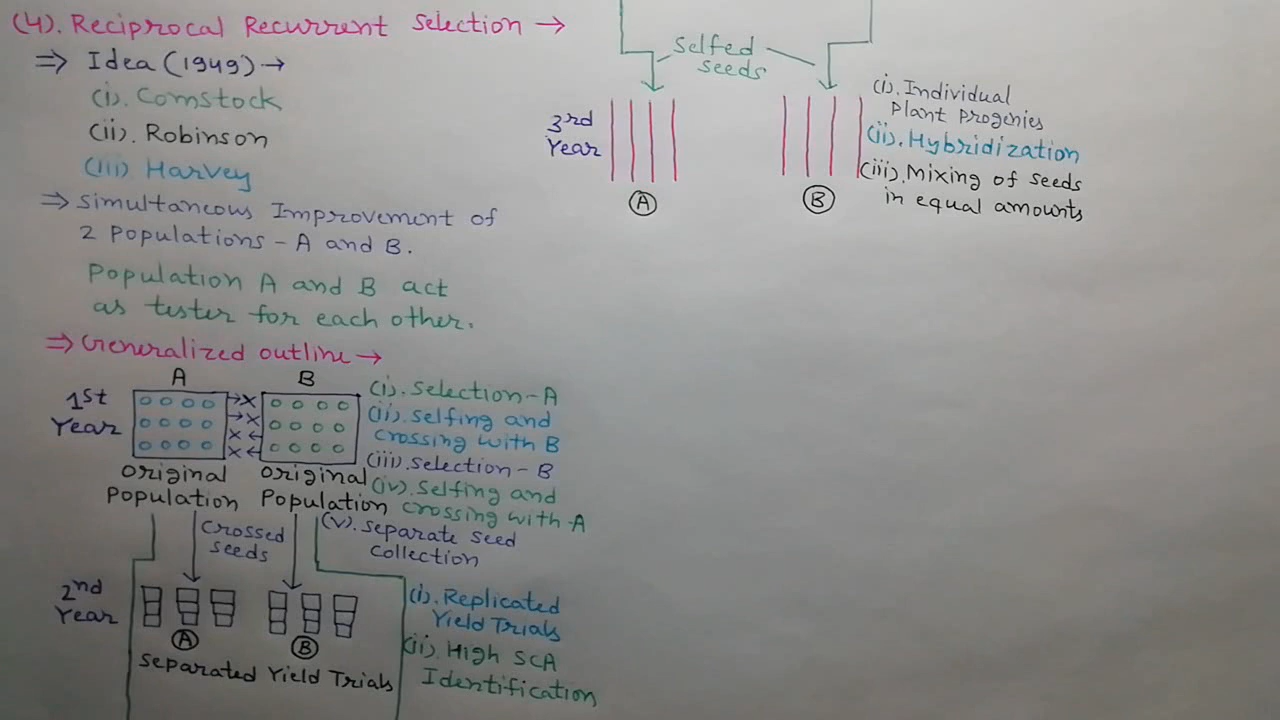 (4). Reciprocal Recurrent Selection →
⇒ Idea (1949) →
(i). Comstock
(ii). Robinson
(iii) Harvey
⇒ Simultaneous Improvement of
2 Populations - A and B.
Population A and B act
as tester for each other.
⇒ Generalized outline →
A B
1st
Year
(i). Selection - A
(ii). Selfing and
crossing with B
(iii). Selection - B
(iv). Selfing and
crossing with A
(v). Separate Seed
collection
original
Population
original
Population
crossed
seeds
2nd
Year
A B
Separated Yield Trials
(i). Replicated
Yield Trials
(ii). High SCA
Identification
Selfed
seeds
3rd
Year
A B
(i). Individual
Plant Progenies
(ii). Hybridization
(iii). Mixing of seeds
in equal amounts